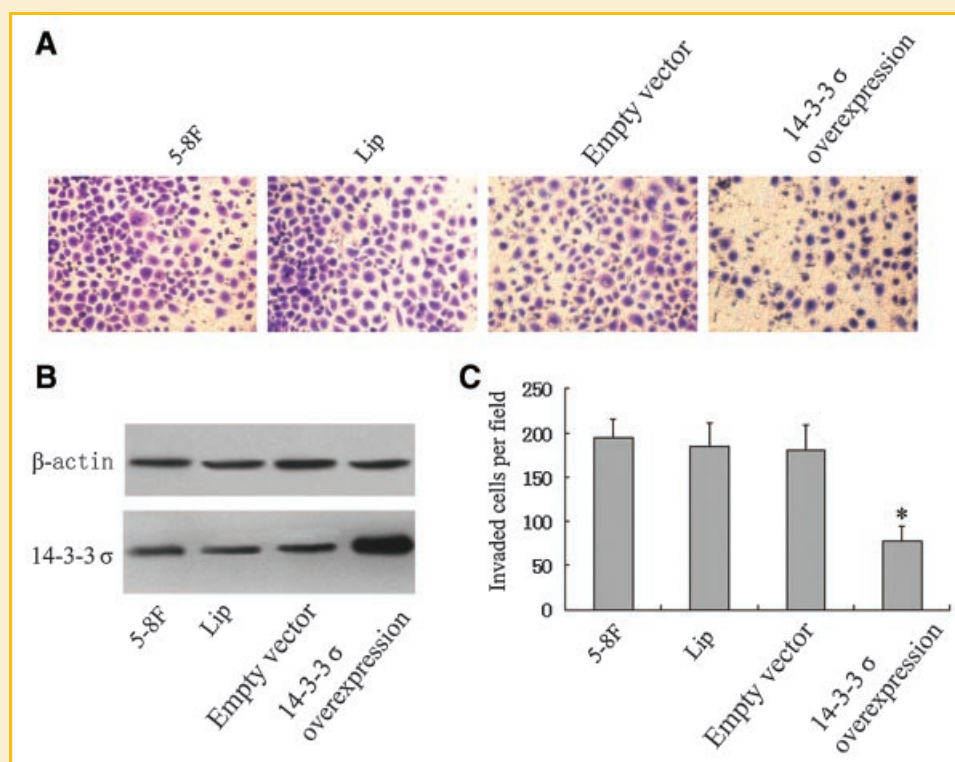 A
5-8F
Lip
Empty vector
14-3-3 σ
overexpression
B
β-actin
14-3-3 σ
5-8F
Lip
Empty vector
14-3-3 σ
overexpression
C
Invaded cells per field
250
200
150
100
50
0
*
5-8F
Lip
Empty vector
14-3-3 σ
overexpression